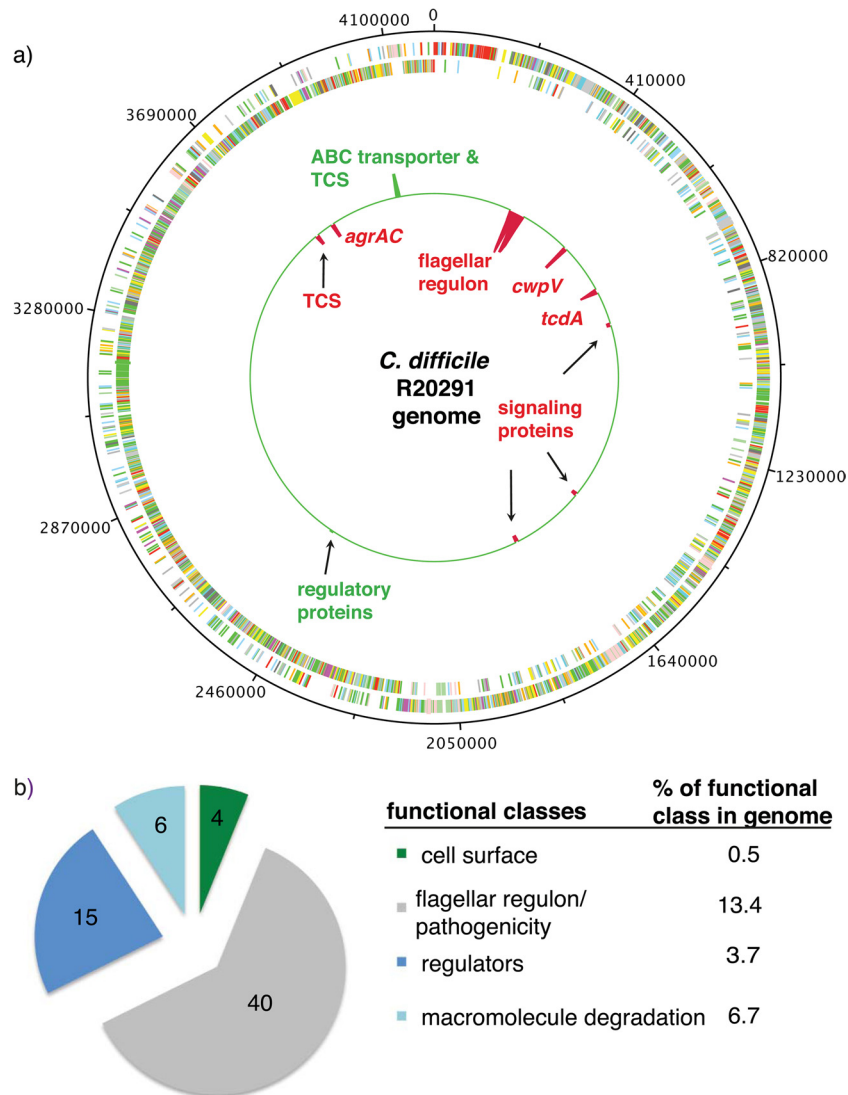 a)
0
4100000
410000
3690000
820000
3280000
1230000
2870000
1640000
2460000
2050000
ABC transporter &
TCS
agrAC
TCS
flagellar
regulon
cwpV
tcdA
C. difficile
R20291
genome
signaling
proteins
regulatory
proteins
b)
4
6
15
40
functional classes
% of functional
class in genome
cell surface
0.5
flagellar regulon/
pathogenicity
13.4
regulators
3.7
macromolecule degradation
6.7